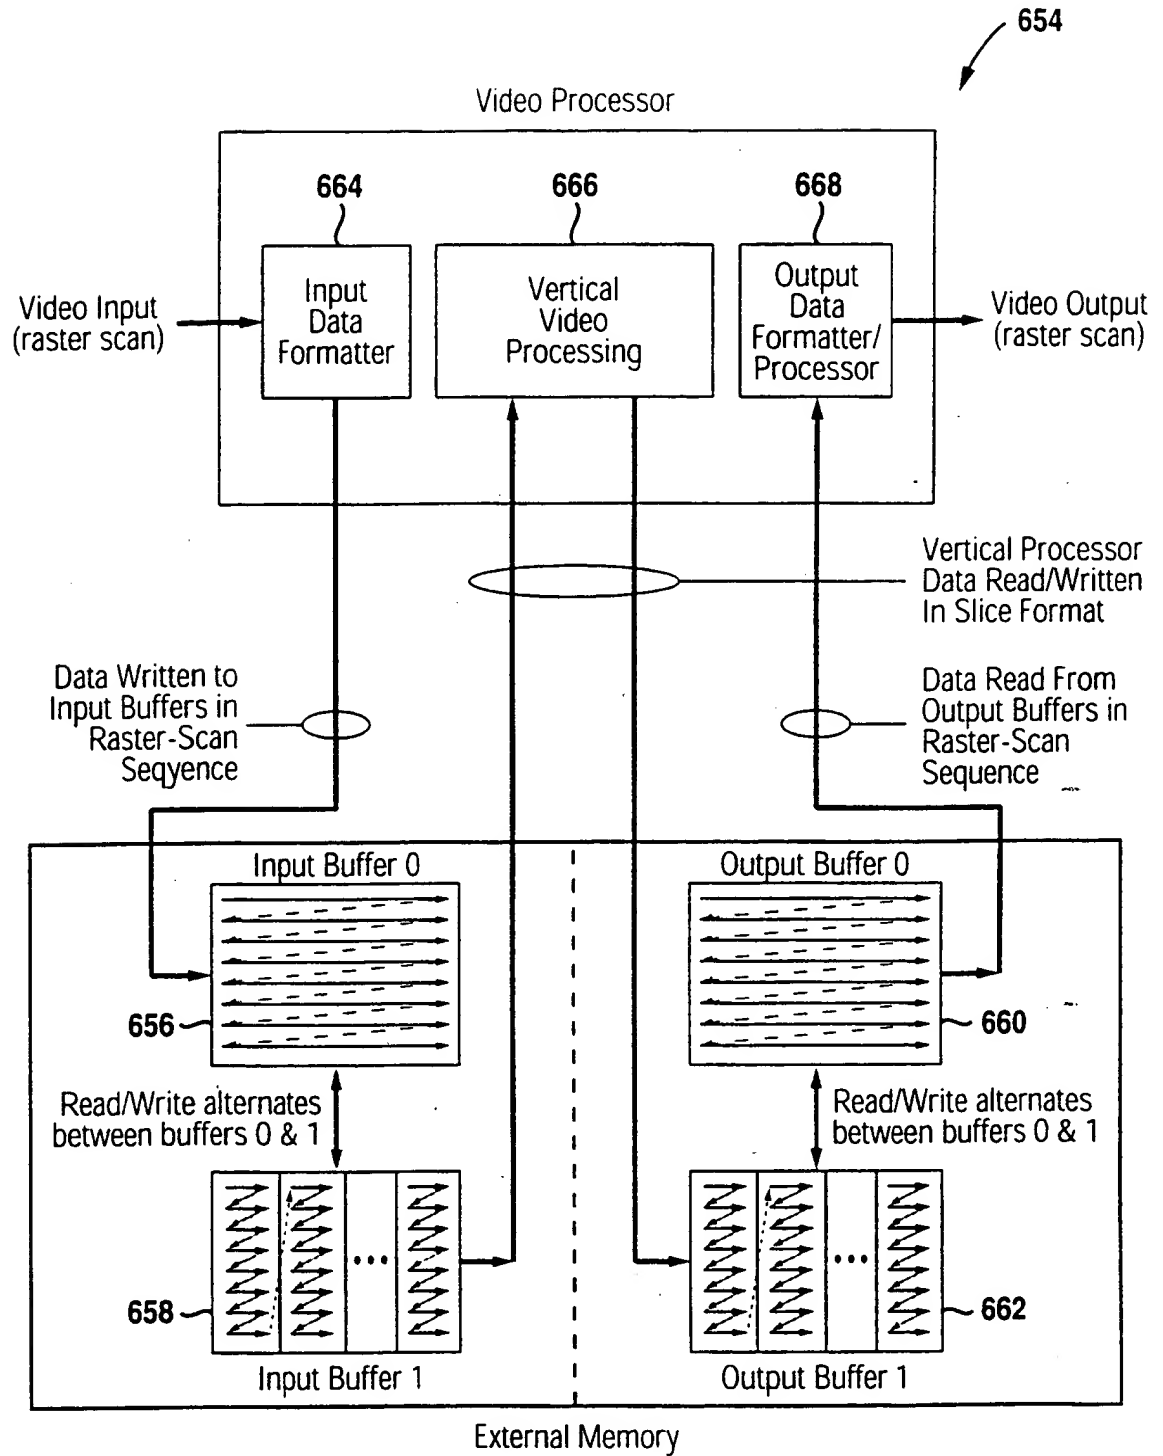 654
Video Processor
664
666
668
Video Input
(raster scan)
Input
Data
Formatter
Vertical
Video
Processing
Output
Data
Formatter/
Processor
Video Output
(raster scan)
Vertical Processor
Data Read/Written
In Slice Format
Data Written to
Input Buffers in
Raster-Scan
Seqyence
Data Read From
Output Buffers in
Raster-Scan
Sequence
Input Buffer 0
Output Buffer 0
656
660
Read/Write alternates
between buffers 0 & 1
Read/Write alternates
between buffers 0 & 1
658
662
Input Buffer 1
Output Buffer 1
External Memory